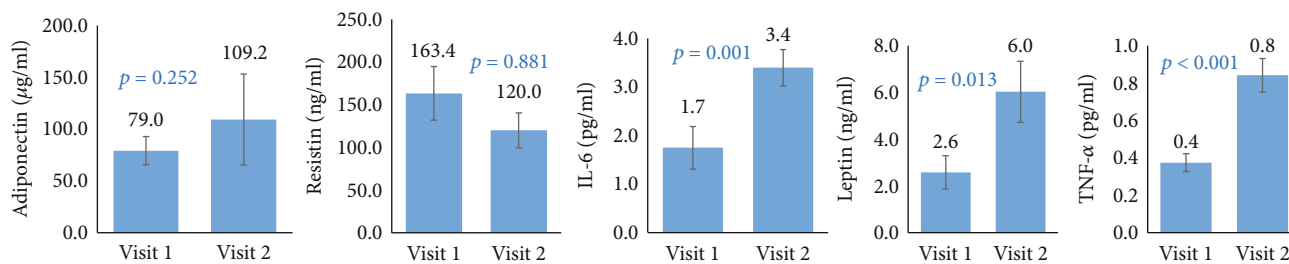 Adiponectin (μg/ml)
200.0
150.0
100.0
50.0
0.0
p = 0.252
79.0
109.2
Visit 1
Visit 2
Resistin (ng/ml)
250.0
200.0
150.0
100.0
50.0
0.0
163.4
p = 0.881
120.0
Visit 1
Visit 2
IL-6 (pg/ml)
4.0
3.0
2.0
1.0
0.0
p = 0.001
1.7
3.4
Visit 1
Visit 2
Leptin (ng/ml)
8.0
6.0
4.0
2.0
0.0
p = 0.013
2.6
6.0
Visit 1
Visit 2
TNF-α (pg/ml)
1.0
0.8
0.6
0.4
0.2
0.0
p < 0.001
0.4
0.8
Visit 1
Visit 2